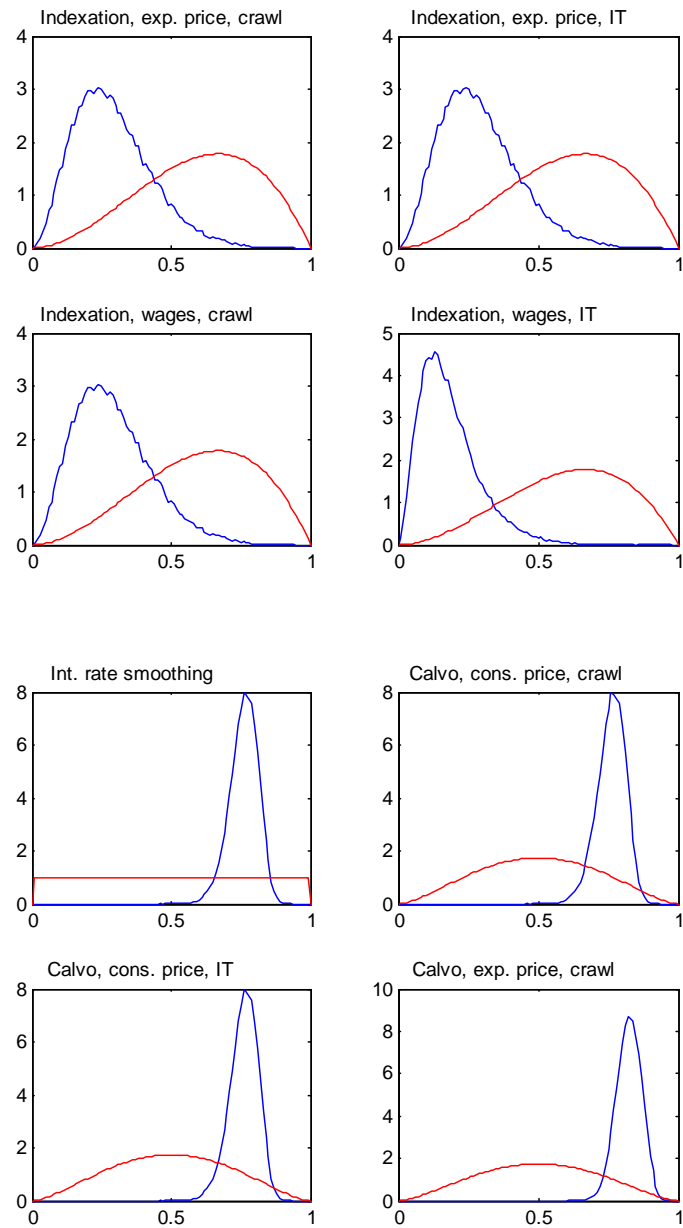 Indexation, exp. price, crawl
4
3
2
1
0
0 0.5 1
Indexation, exp. price, IT
4
3
2
1
0
0 0.5 1
Indexation, wages, crawl
4
3
2
1
0
0 0.5 1
Indexation, wages, IT
5
4
3
2
1
0
0 0.5 1
Int. rate smoothing
8
6
4
2
0
0 0.5 1
Calvo, cons. price, crawl
8
6
4
2
0
0 0.5 1
Calvo, cons. price, IT
8
6
4
2
0
0 0.5 1
Calvo, exp. price, crawl
10
8
6
4
2
0
0 0.5 1